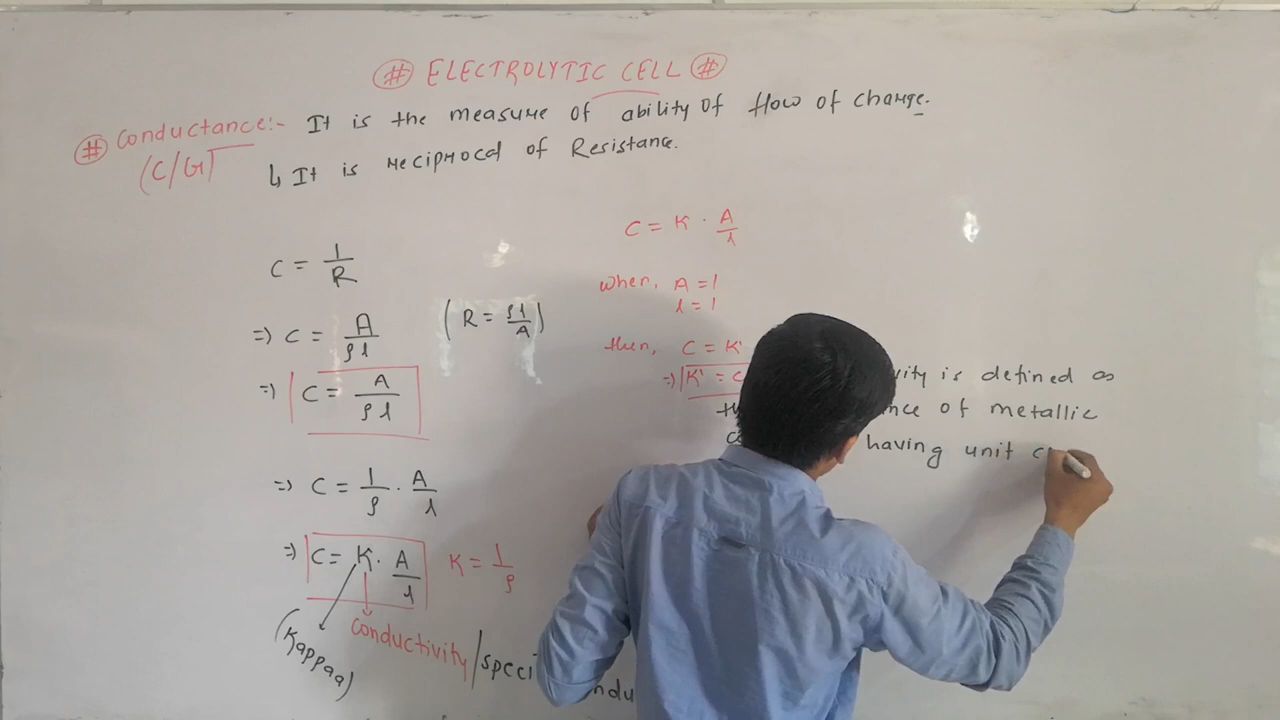 # ELECTROLYTIC CELL #
# Conductance:- It is the measure of ability of flow of charge.
(C/G)
↳ It is reciprocal of Resistance.
C = 1/R
=> C = A/ρl (R = ρl/A)
=> C = A/ρl
=> C = 1/ρ · A/l
=> C = K · A/l K = 1/ρ
(Kappaa)
Conductivity/speci
C = K · A/l
when, A = 1
l = 1
then, C = K
=> K = C
vity is defined as
nce of metallic
having unit c